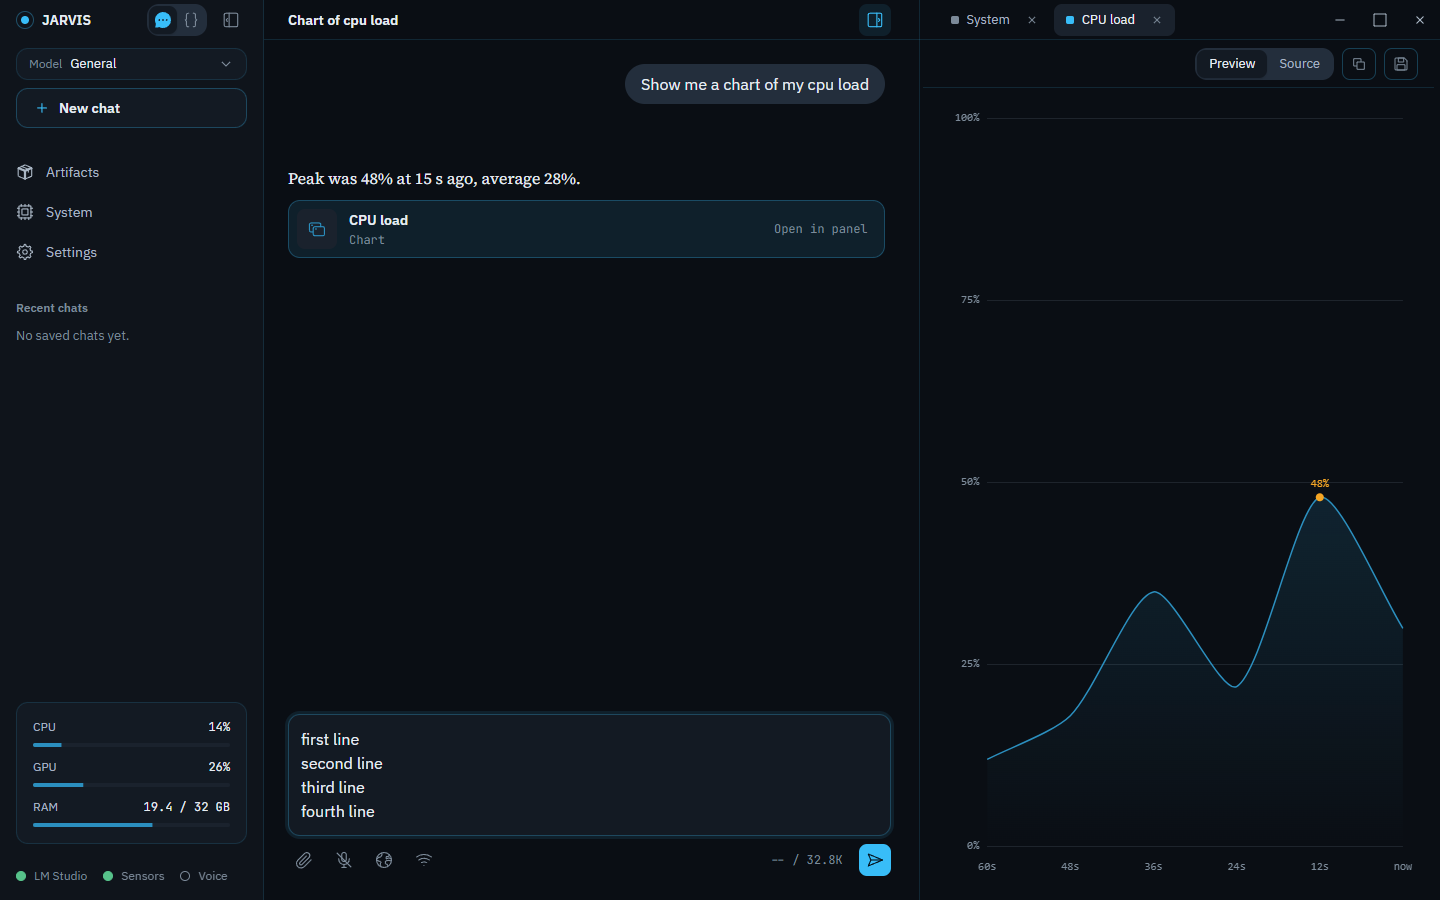 JARVIS
Model General
New chat
Artifacts
System
Settings
Recent chats
No saved chats yet.
CPU 14%
GPU 26%
RAM 19.4 / 32 GB
LM Studio Sensors Voice
Chart of cpu load
Show me a chart of my cpu load
Peak was 48% at 15 s ago, average 28%.
CPU load
Chart
Open in panel
first line
second line
third line
fourth line
-- / 32.8K
System CPU load
Preview Source
100%
75%
50%
48%
25%
0%
60s 48s 36s 24s 12s now